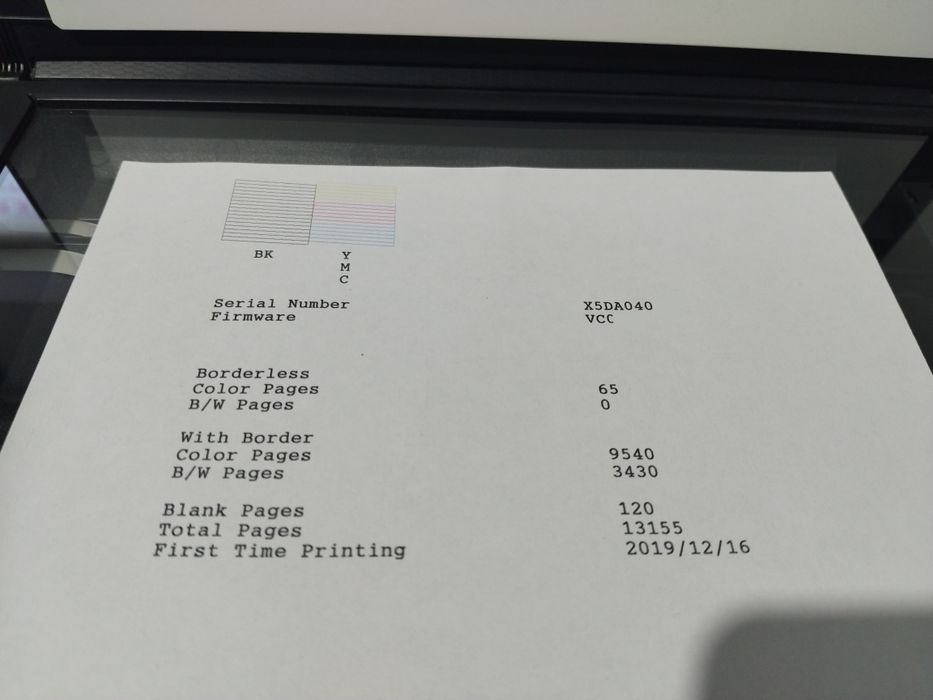 BK
Y
M
C
Serial Number X5DA040
Firmware VCC
Borderless
Color Pages 65
B/W Pages 0
With Border
Color Pages 9540
B/W Pages 3430
Blank Pages 120
Total Pages 13155
First Time Printing 2019/12/16